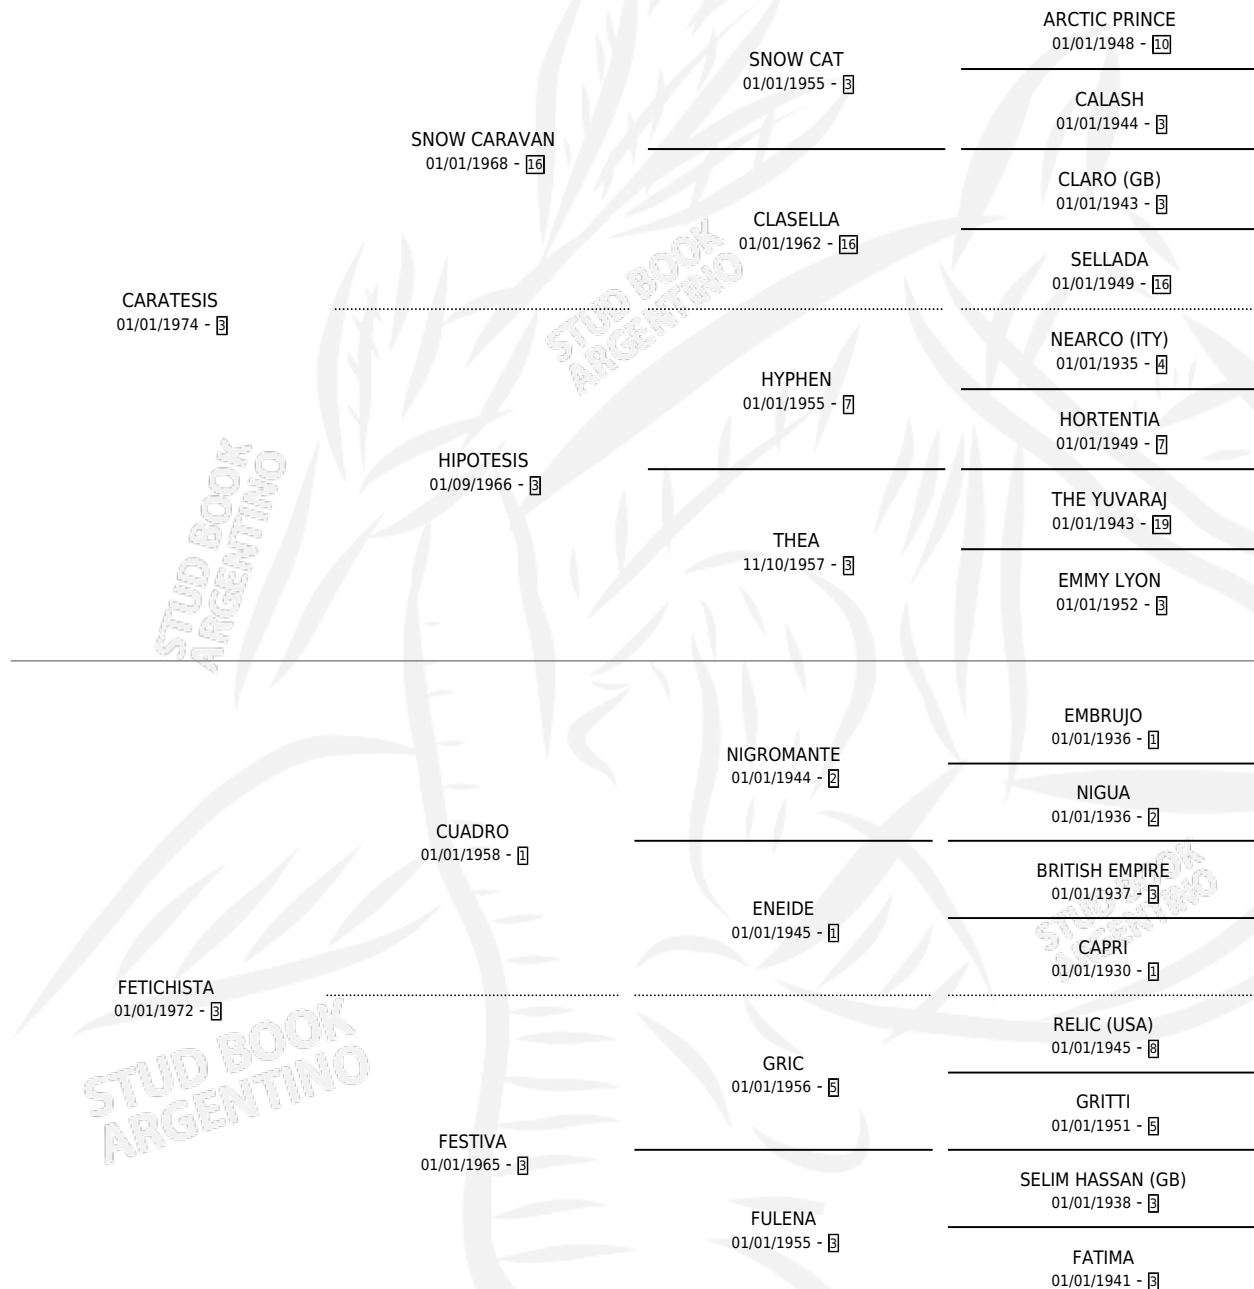 ARCTIC PRINCE
01/01/1948 - 10
SNOW CAT
01/01/1955 - 3
CALASH
01/01/1944 - 3
SNOW CARAVAN
01/01/1968 - 16
CLARO (GB)
01/01/1943 - 3
CLASELLA
01/01/1962 - 16
SELLADA
01/01/1949 - 16
CARATESIS
01/01/1974 - 3
NEARCO (ITY)
01/01/1935 - 4
HYPHEN
01/01/1955 - 7
HORTENTIA
01/01/1949 - 7
HIPOTESIS
01/09/1966 - 3
THE YUVARAJ
01/01/1943 - 19
THEA
11/10/1957 - 3
EMMY LYON
01/01/1952 - 3
STUD BOOK
ARGENTINO
STUD BOOK
ARGENTINO
EMBRUJO
01/01/1936 - 1
NIGROMANTE
01/01/1944 - 2
NIGUA
01/01/1936 - 2
CUADRO
01/01/1958 - 1
BRITISH EMPIRE
01/01/1937 - 3
ENEIDE
01/01/1945 - 1
CAPRI
01/01/1930 - 1
FETICHISTA
01/01/1972 - 3
RELIC (USA)
01/01/1945 - 8
GRIC
01/01/1956 - 5
GRITTI
01/01/1951 - 5
FESTIVA
01/01/1965 - 3
SELIM HASSAN (GB)
01/01/1938 - 3
FULENA
01/01/1955 - 3
FATIMA
01/01/1941 - 3
STUD BOOK
ARGENTINO
STUD BOOK
ARGENTINO